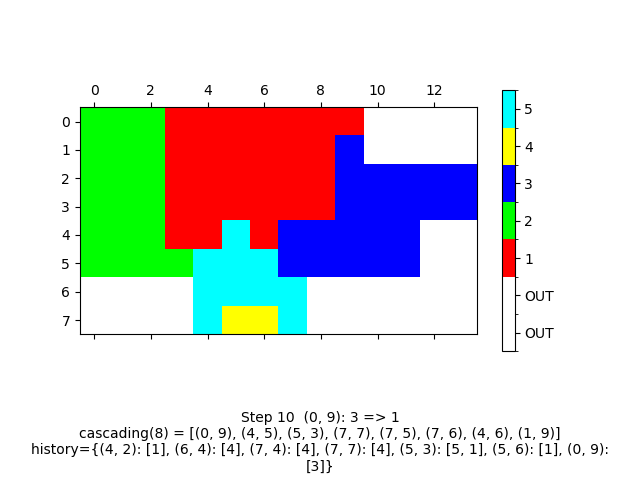 0 2 4 6 8 10 12
0
1
2
3
4
5
6
7
5
4
3
2
1
OUT
OUT
Step 10  (0, 9): 3 => 1
cascading(8) = [(0, 9), (4, 5), (5, 3), (7, 7), (7, 5), (7, 6), (4, 6), (1, 9)]
history={(4, 2): [1], (6, 4): [4], (7, 4): [4], (7, 7): [4], (5, 3): [5, 1], (5, 6): [1], (0, 9):
[3]}